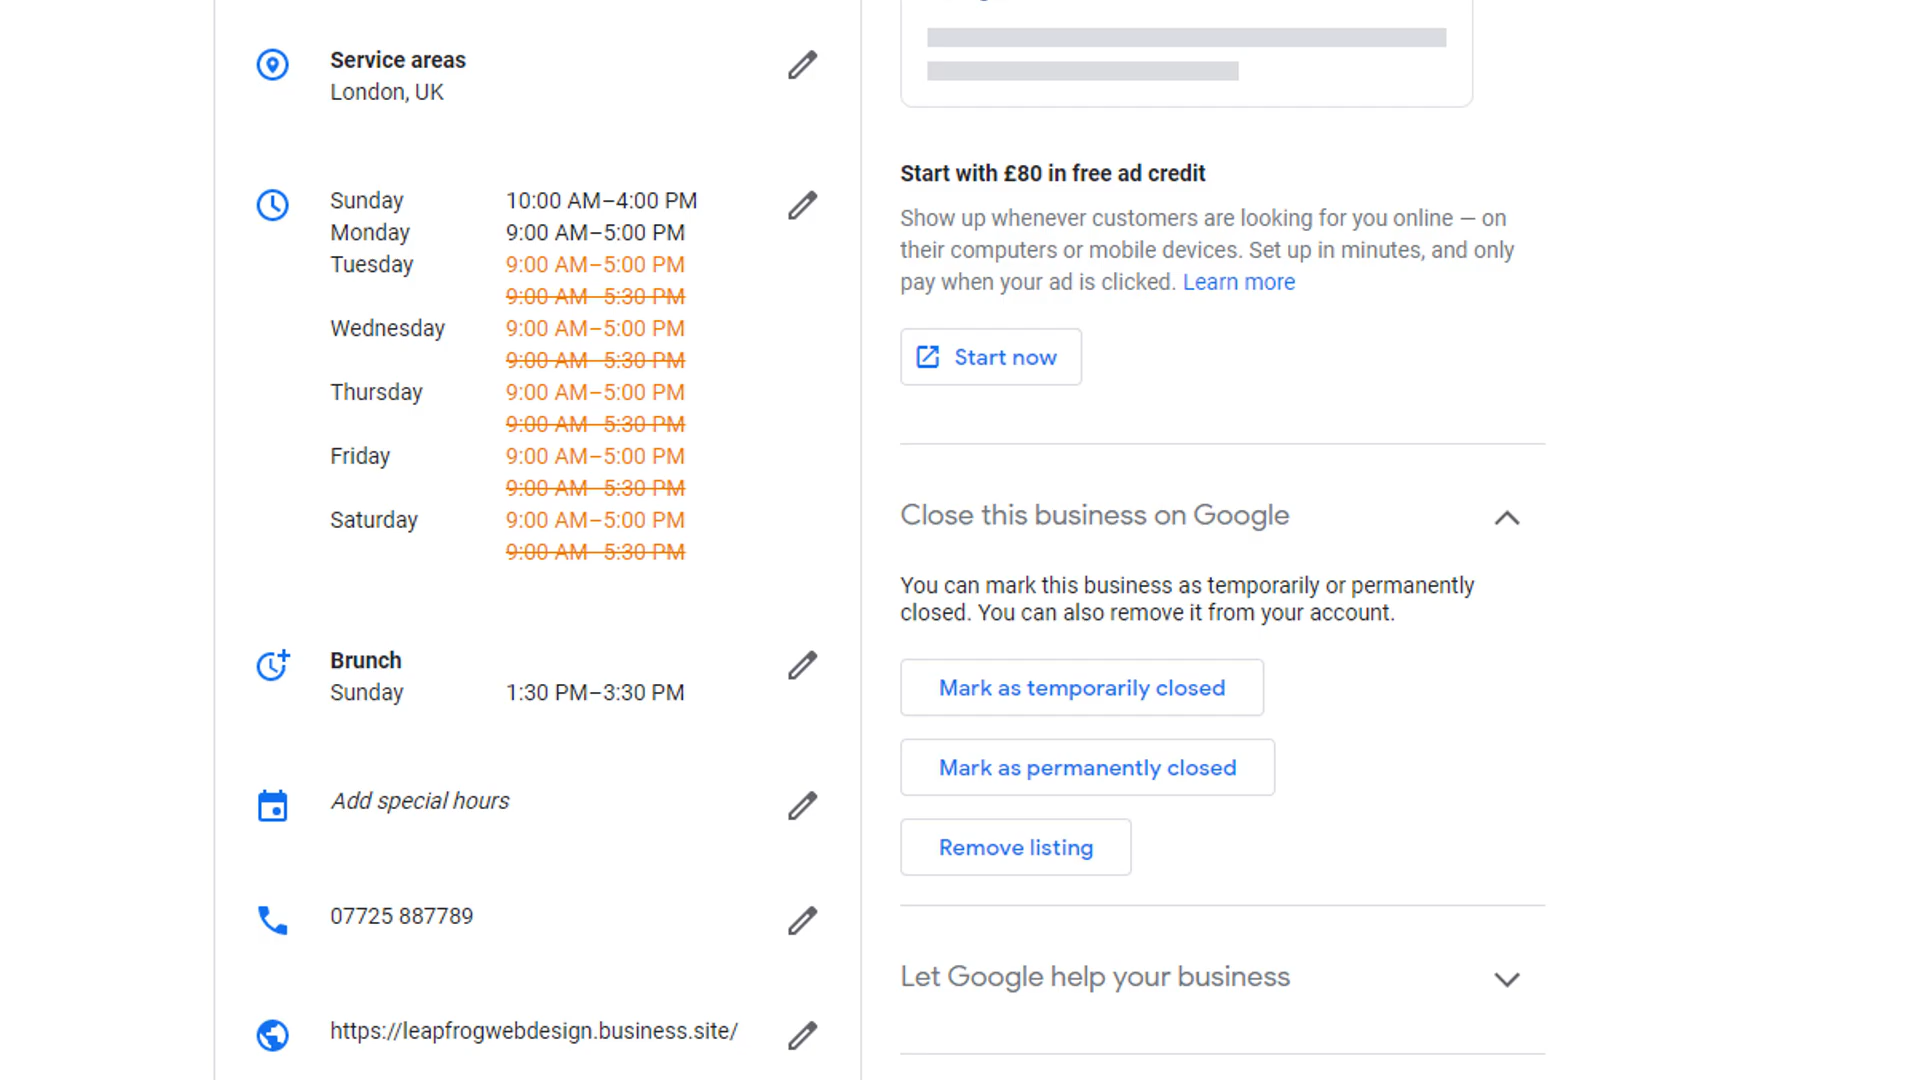 Service areas
London, UK
Sunday 10:00 AM–4:00 PM
Monday 9:00 AM–5:00 PM
Tuesday 9:00 AM–5:00 PM
9:00 AM–5:30 PM
Wednesday 9:00 AM–5:00 PM
9:00 AM–5:30 PM
Thursday 9:00 AM–5:00 PM
9:00 AM–5:30 PM
Friday 9:00 AM–5:00 PM
9:00 AM–5:30 PM
Saturday 9:00 AM–5:00 PM
9:00 AM–5:30 PM
Brunch
Sunday 1:30 PM–3:30 PM
Add special hours
07725 887789
https://leapfrogwebdesign.business.site/
Start with £80 in free ad credit
Show up whenever customers are looking for you online — on
their computers or mobile devices. Set up in minutes, and only
pay when your ad is clicked. Learn more
Start now
Close this business on Google
You can mark this business as temporarily or permanently
closed. You can also remove it from your account.
Mark as temporarily closed
Mark as permanently closed
Remove listing
Let Google help your business